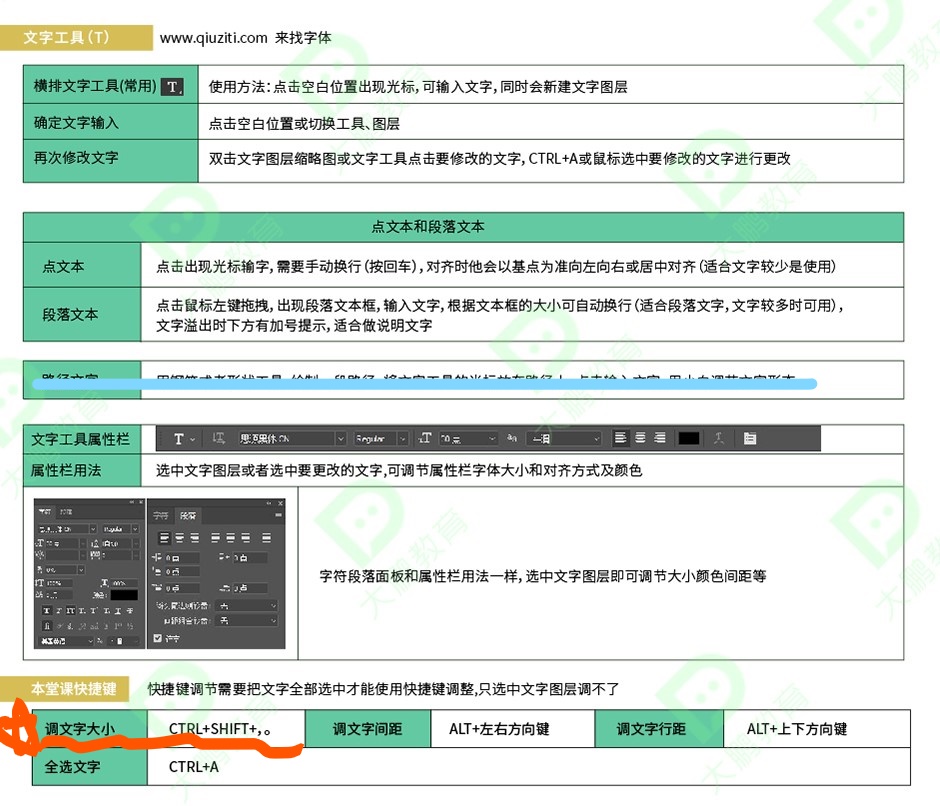 文字工具(T) www.qiuziti.com 来找字体
横排文字工具(常用) T 使用方法:点击空白位置出现光标,可输入文字,同时会新建文字图层
确定文字输入 点击空白位置或切换工具、图层
再次修改文字 双击文字图层缩略图或文字工具点击要修改的文字,CTRL+A或鼠标选中要修改的文字进行更改
点文本和段落文本
点文本 点击出现光标输字,需要手动换行(按回车),对齐时他会以基点为准向左向右或居中对齐(适合文字较少是使用)
段落文本 点击鼠标左键拖拽,出现段落文本框,输入文字,根据文本框的大小可自动换行(适合段落文字,文字较多时可用),
文字溢出时下方有加号提示,适合做说明文字
文字工具属性栏 T 思源黑体 CN Regular
属性栏用法 选中文字图层或者选中要更改的文字,可调节属性栏字体大小和对齐方式及颜色
字符 段落
字符段落面板和属性栏用法一样,选中文字图层即可调节大小颜色间距等
本堂课快捷键 快捷键调节需要把文字全部选中才能使用快捷键调整,只选中文字图层调不了
调文字大小 CTRL+SHIFT+,。 调文字间距 ALT+左右方向键 调文字行距 ALT+上下方向键
全选文字 CTRL+A
大鹏教育
大鹏教育
大鹏教育
大鹏教育
大鹏教育